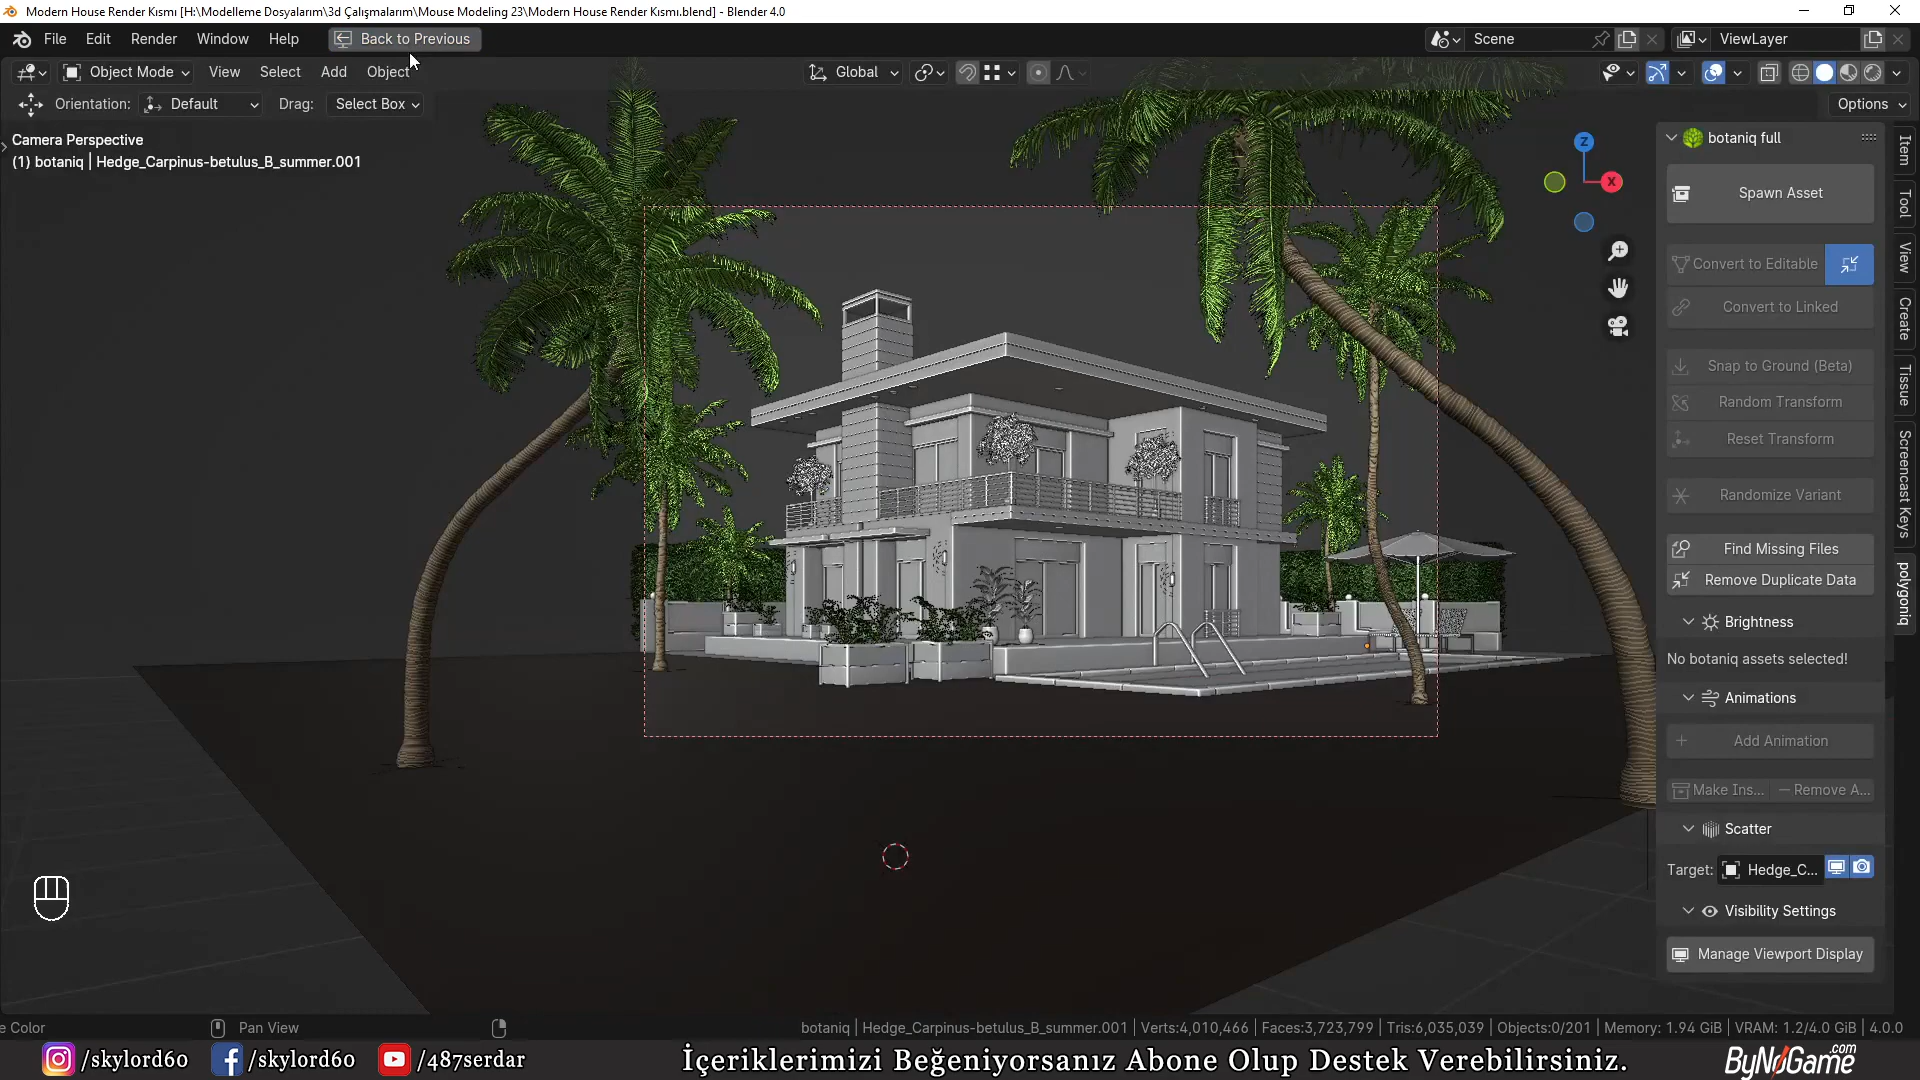 Modern House Render Kısmı [H:\Modelleme Dosyalarım\3d Çalışmalarım\Mouse Modeling 23\Modern House Render Kısmı.blend] - Blender 4.0
File Edit Render Window Help Back to Previous Scene ViewLayer
Object Mode View Select Add Object Global
Orientation: Default Drag: Select Box Options
Camera Perspective
(1) botaniq | Hedge_Carpinus-betulus_B_summer.001
Z
X
botaniq full
Spawn Asset
Convert to Editable
Convert to Linked
Snap to Ground (Beta)
Random Transform
Reset Transform
Randomize Variant
Find Missing Files
Remove Duplicate Data
Brightness
No botaniq assets selected!
Animations
Add Animation
Make Ins... Remove A...
Scatter
Target: Hedge_C...
Visibility Settings
Manage Viewport Display
Item
Tool
View
Create
Tissue
Screencast Keys
polygoniq
e Color Pan View botaniq | Hedge_Carpinus-betulus_B_summer.001 | Verts:4,010,466 | Faces:3,723,799 | Tris:6,035,039 | Objects:0/201 | Memory: 1.94 GiB | VRAM: 1.2/4.0 GiB | 4.0.0
/skylord60 /skylord60 /487serdar İçeriklerimizi Beğeniyorsanız Abone Olup Destek Verebilirsiniz. ByNoGame.com